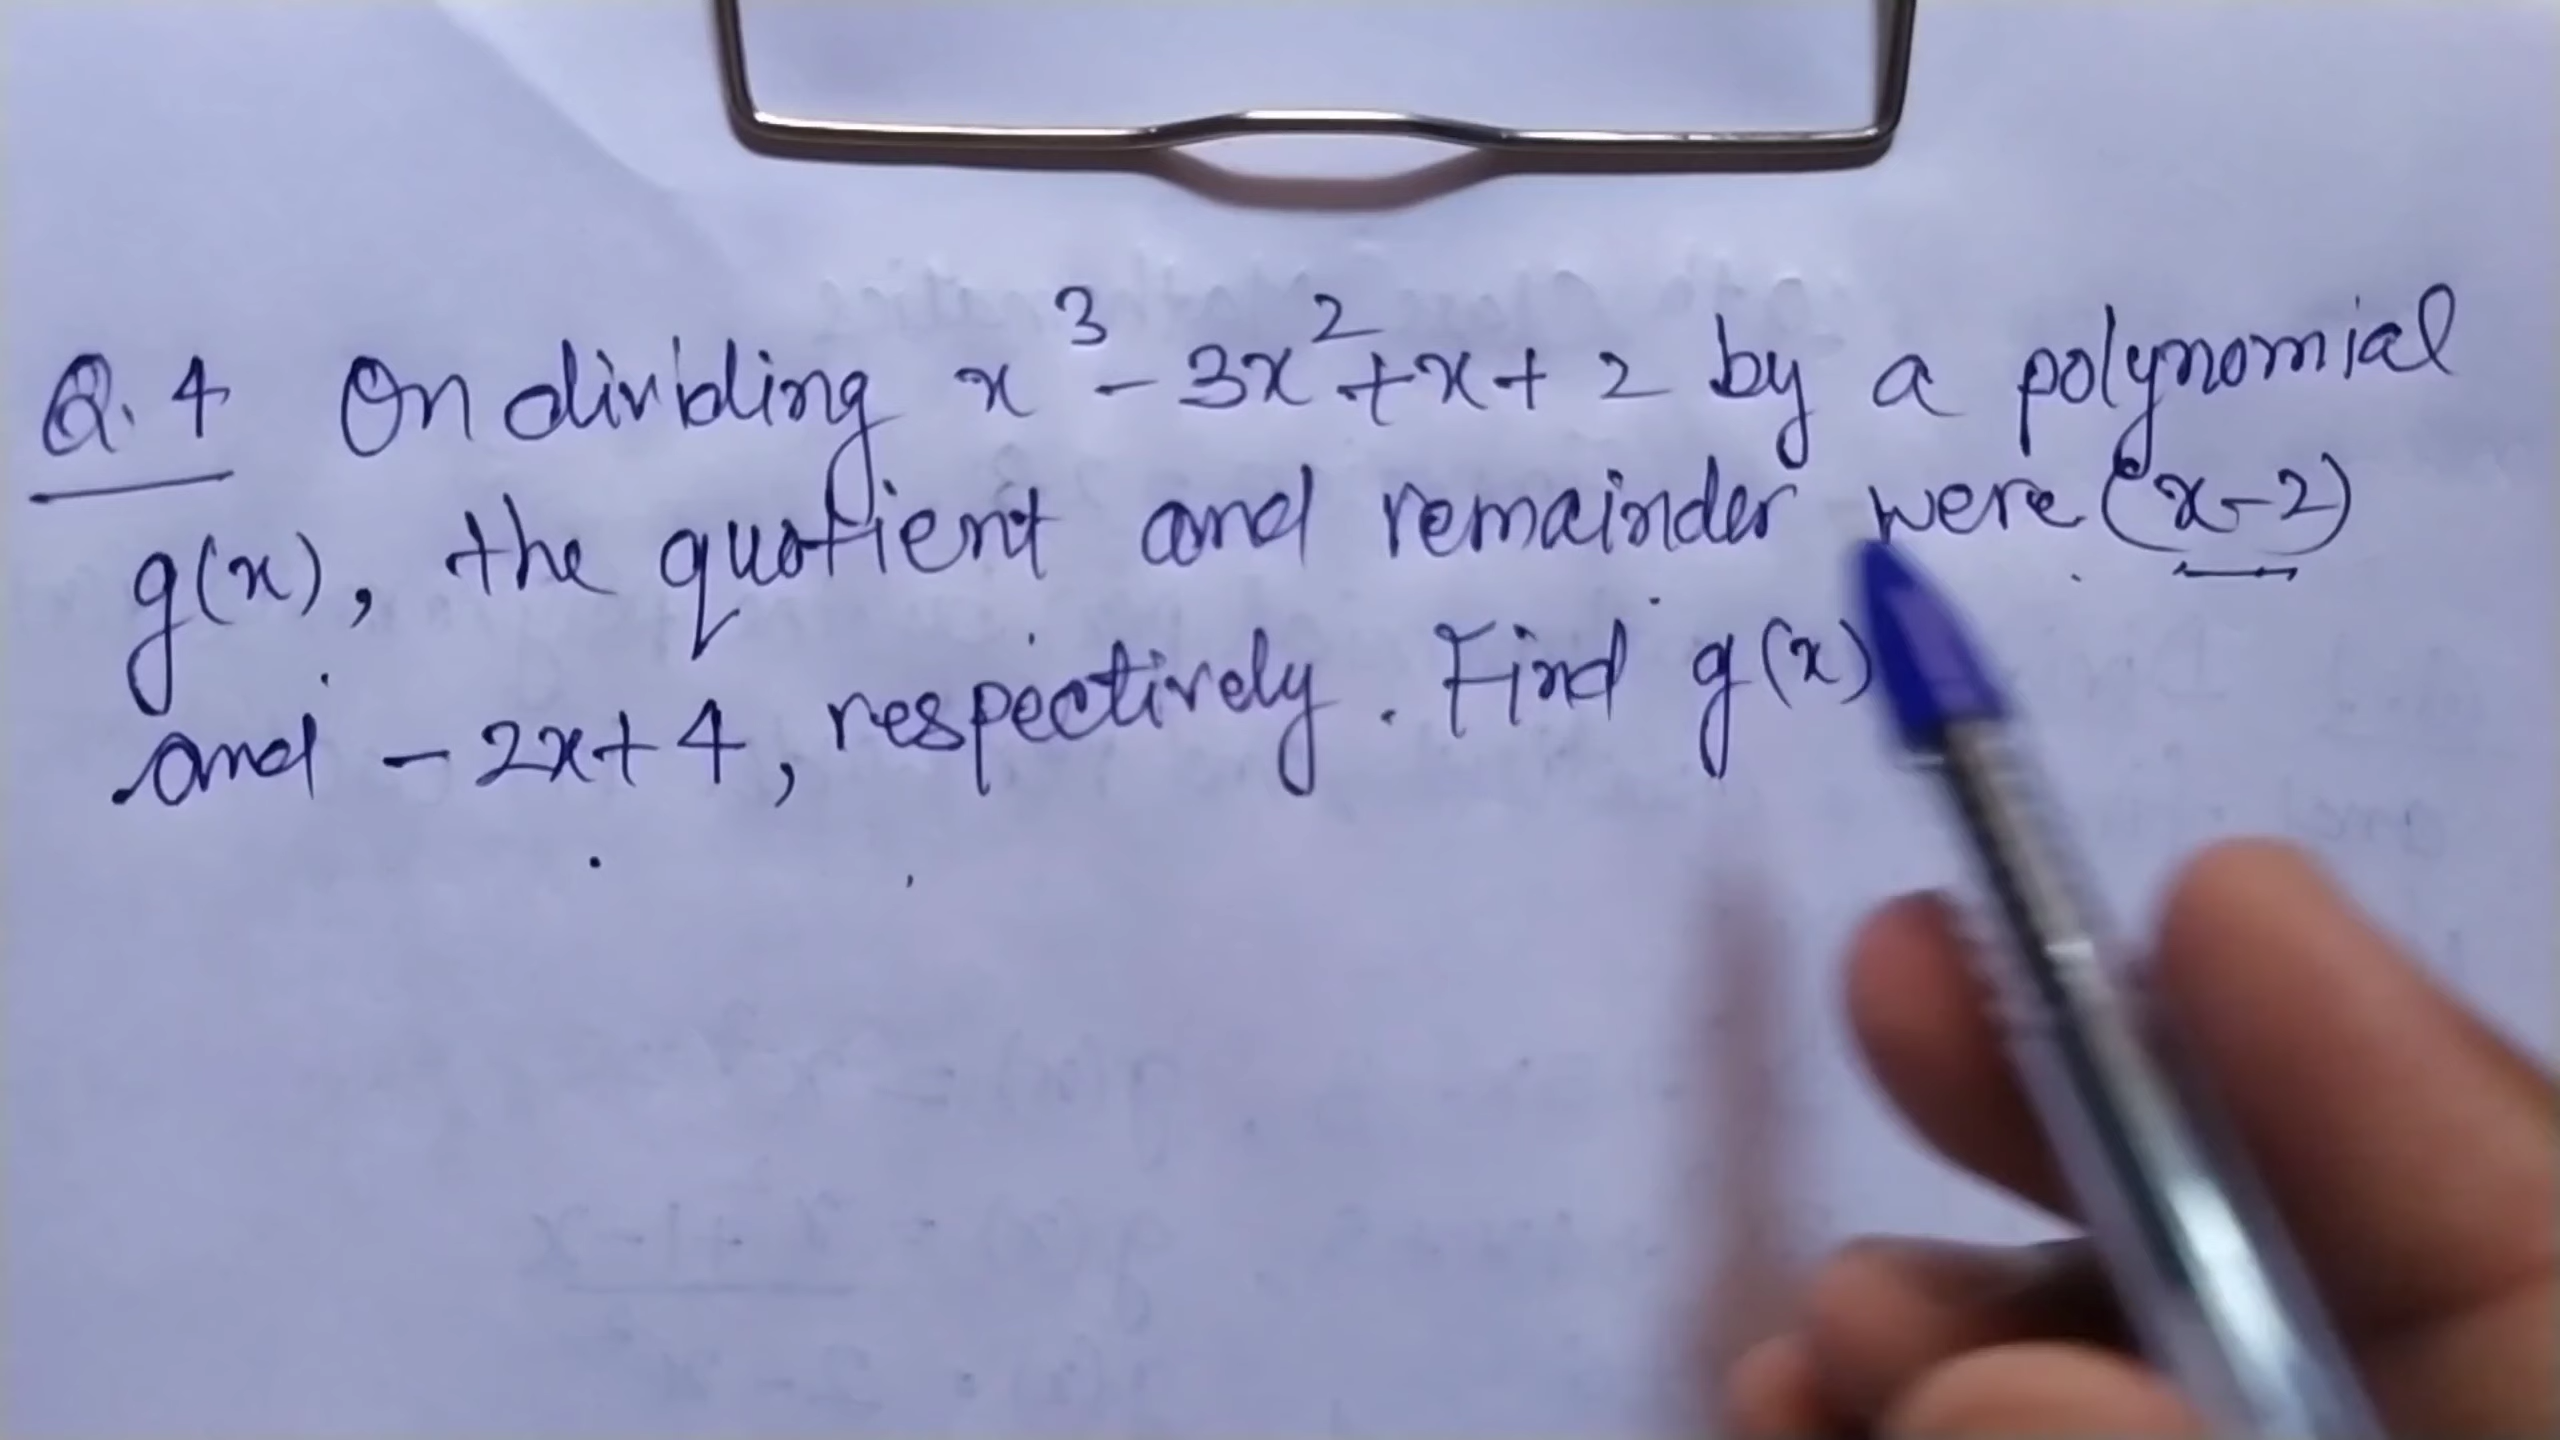 Q.4 On dividing x³ - 3x² + x + 2 by a polynomial
g(x), the quotient and remainder were (x-2)
and - 2x + 4, respectively. Find g(x)